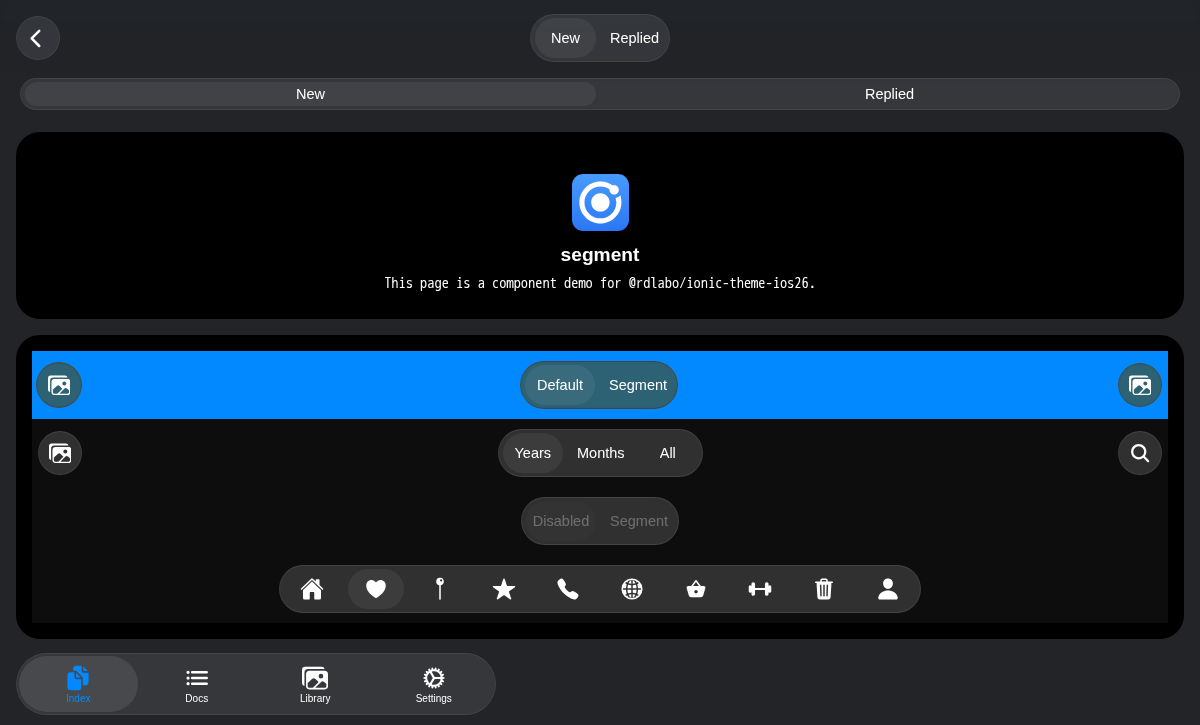 New Replied
New Replied
segment
This page is a component demo for @rdlabo/ionic-theme-ios26.
Default Segment
Years Months All
Disabled Segment
Index Docs Library Settings